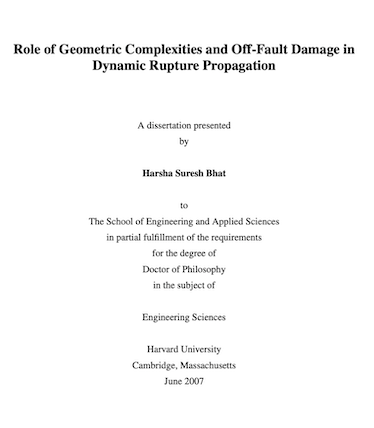 Role of Geometric Complexities and Off-Fault Damage in
Dynamic Rupture Propagation
A dissertation presented
by
Harsha Suresh Bhat
to
The School of Engineering and Applied Sciences
in partial fulfillment of the requirements
for the degree of
Doctor of Philosophy
in the subject of
Engineering Sciences
Harvard University
Cambridge, Massachusetts
June 2007